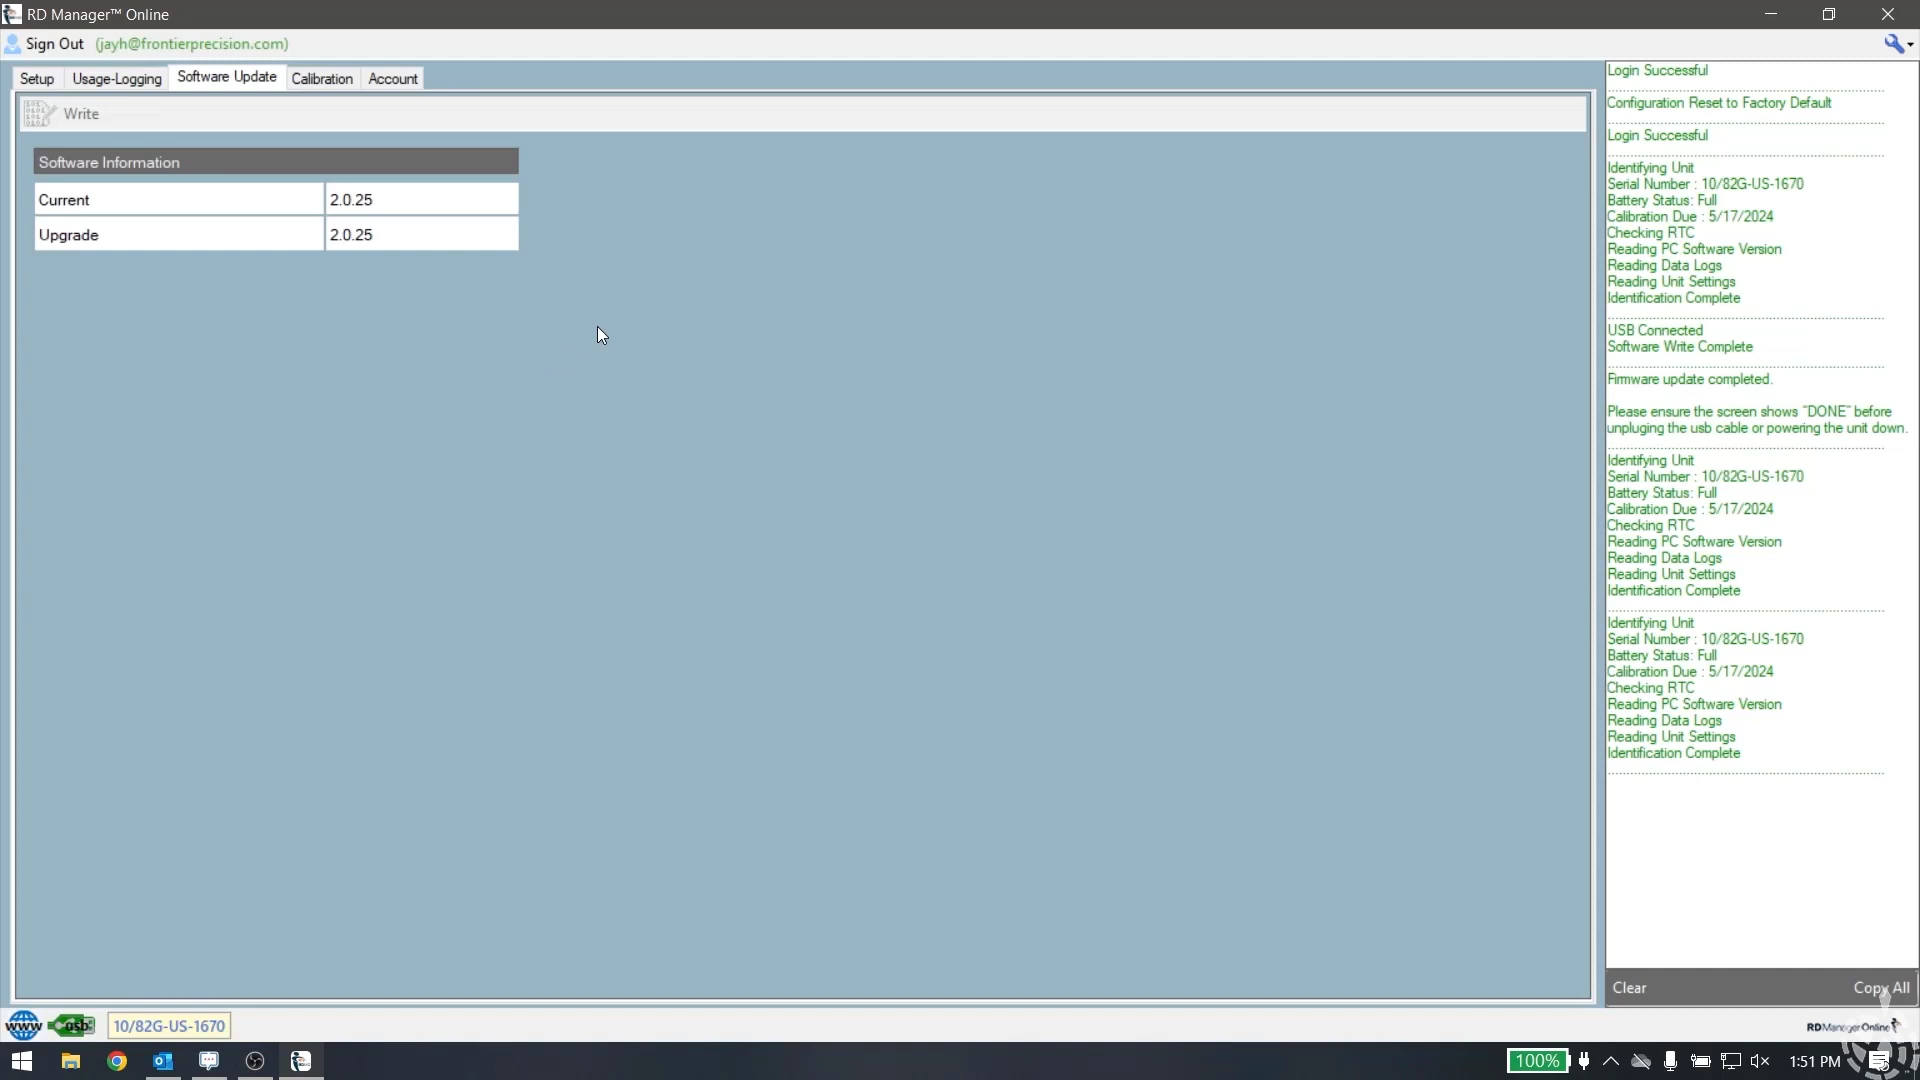 RD Manager™ Online
Sign Out (jayh@frontierprecision.com)
Setup Usage-Logging Software Update Calibration Account
Write
Software Information
Current 2.0.25
Upgrade 2.0.25
Login Successful
Configuration Reset to Factory Default
Login Successful
Identifying Unit
Serial Number : 10/82G-US-1670
Battery Status: Full
Calibration Due : 5/17/2024
Checking RTC
Reading PC Software Version
Reading Data Logs
Reading Unit Settings
Identification Complete
USB Connected
Software Write Complete
Firmware update completed.
Please ensure the screen shows "DONE" before
unpluging the usb cable or powering the unit down.
Identifying Unit
Serial Number : 10/82G-US-1670
Battery Status: Full
Calibration Due : 5/17/2024
Checking RTC
Reading PC Software Version
Reading Data Logs
Reading Unit Settings
Identification Complete
Identifying Unit
Serial Number : 10/82G-US-1670
Battery Status: Full
Calibration Due : 5/17/2024
Checking RTC
Reading PC Software Version
Reading Data Logs
Reading Unit Settings
Identification Complete
Clear Copy All
www usb 10/82G-US-1670
RDManager Online
100% 1:51 PM